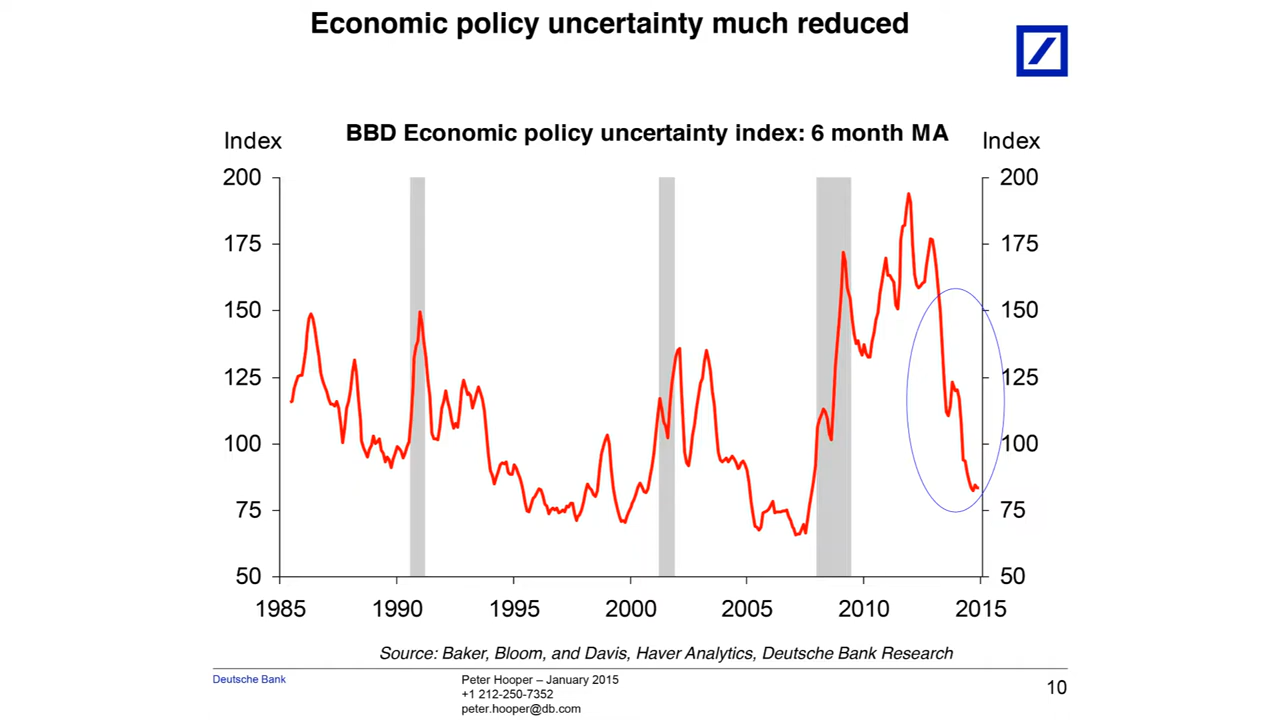 Economic policy uncertainty much reduced
BBD Economic policy uncertainty index: 6 month MA
Index
Index
200
175
150
125
100
75
50
200
175
150
125
100
75
50
1985
1990
1995
2000
2005
2010
2015
Source: Baker, Bloom, and Davis, Haver Analytics, Deutsche Bank Research
Deutsche Bank
Peter Hooper – January 2015
+1 212-250-7352
peter.hooper@db.com
10